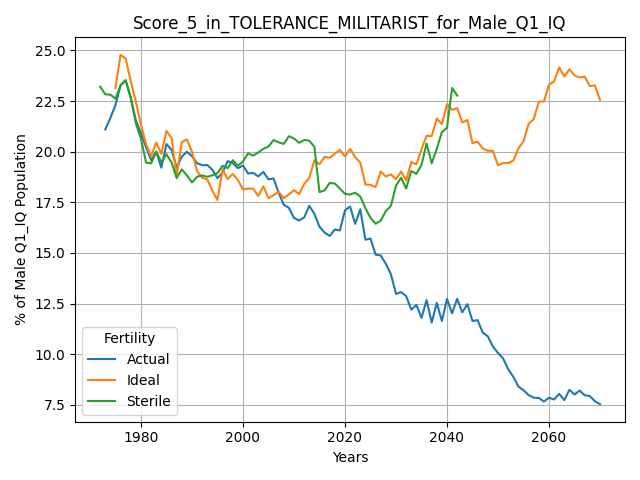 Score_5_in_TOLERANCE_MILITARIST_for_Male_Q1_IQ
% of Male Q1_IQ Population
25.0
22.5
20.0
17.5
15.0
12.5
10.0
7.5
Fertility
Actual
Ideal
Sterile
1980
2000
2020
2040
2060
Years